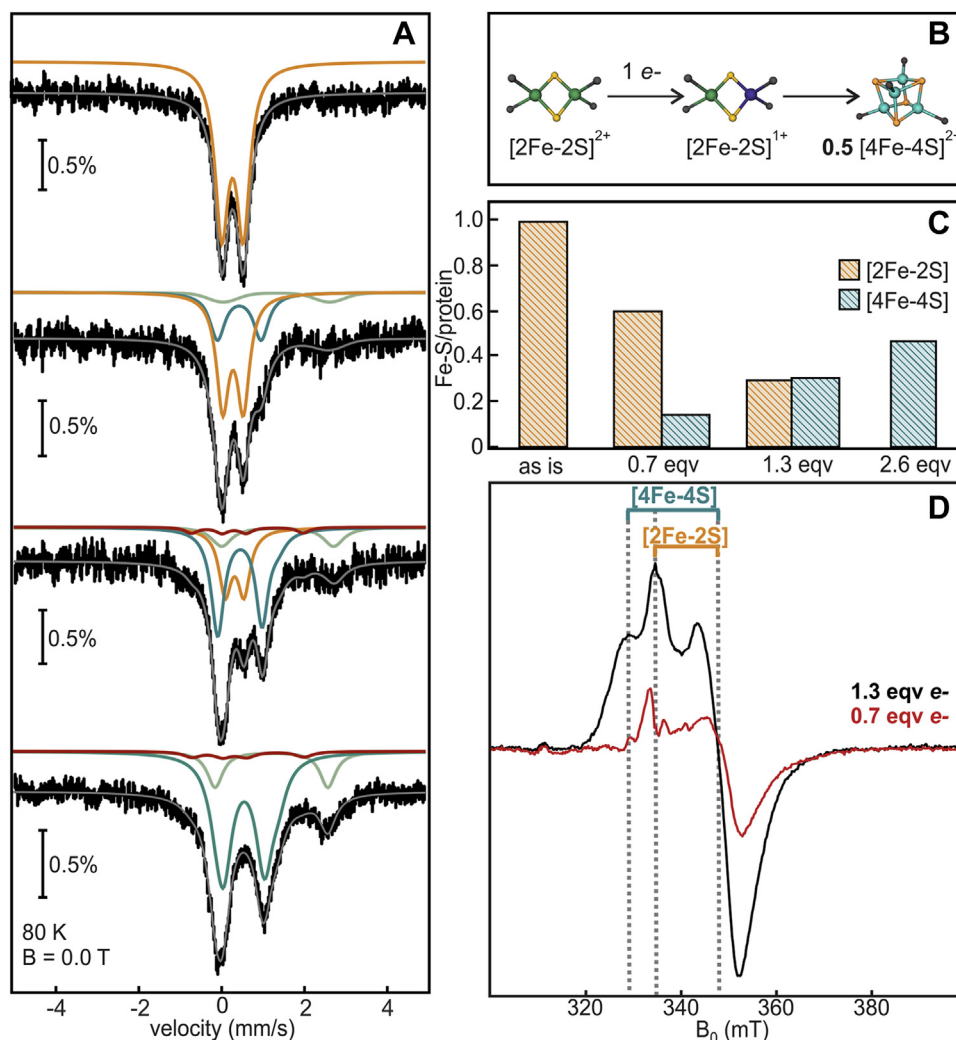 A
0.5%
0.5%
0.5%
0.5%
80 K
B = 0.0 T
-4 -2 0 2 4
velocity (mm/s)
B
1 e-
[2Fe-2S]2+ [2Fe-2S]1+ 0.5 [4Fe-4S]2+
C
Fe-S/protein
1.0
0.8
0.6
0.4
0.2
0
[2Fe-2S]
[4Fe-4S]
as is 0.7 eqv 1.3 eqv 2.6 eqv
D
[4Fe-4S]
[2Fe-2S]
1.3 eqv e-
0.7 eqv e-
320 340 360 380
B0 (mT)